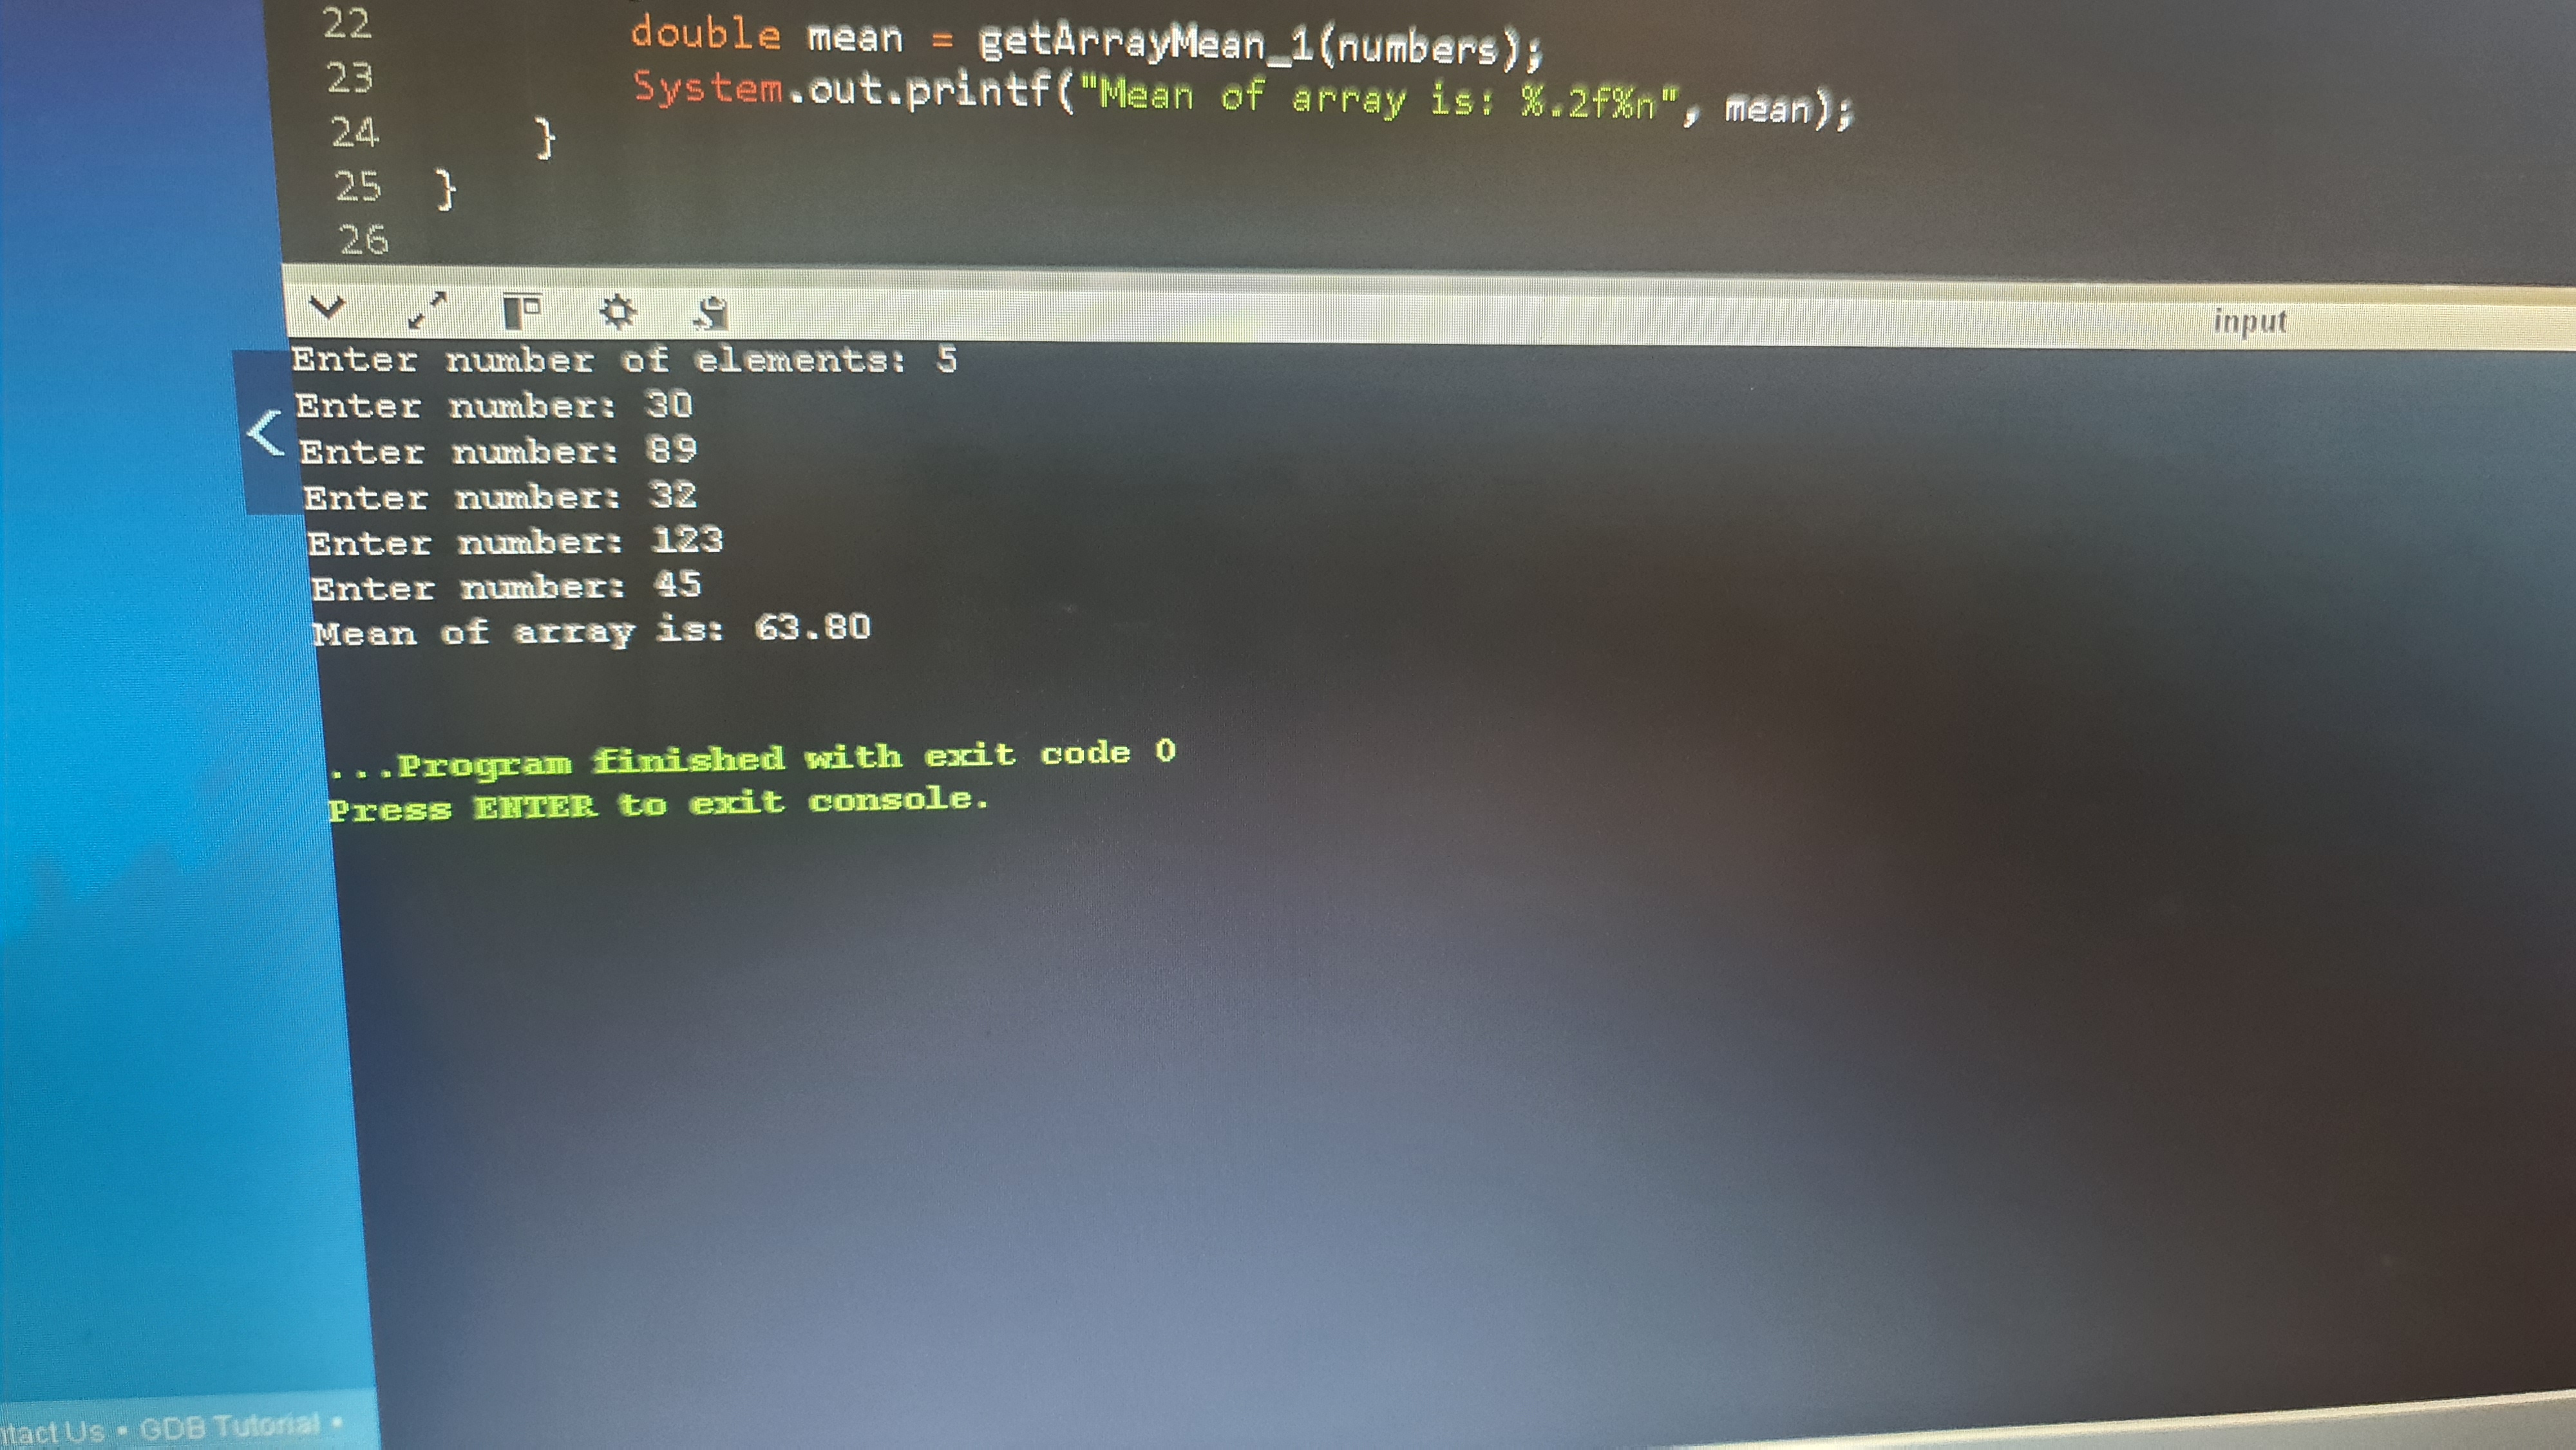 22 double mean = getArrayMean_1(numbers);
23 System.out.printf("Mean of array is: %.2f%n", mean);
24 }
25 }
26
input
Enter number of elements: 5
Enter number: 30
Enter number: 89
Enter number: 32
Enter number: 123
Enter number: 45
Mean of array is: 63.80
...Program finished with exit code 0
Press ENTER to exit console.
Us • GDB Tutorial •